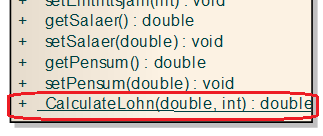 + getSalaer() : double
+ setSalaer(double) : void
+ getPensum() : double
+ setPensum(double) : void
+ CalculateLohn(double, int) : double